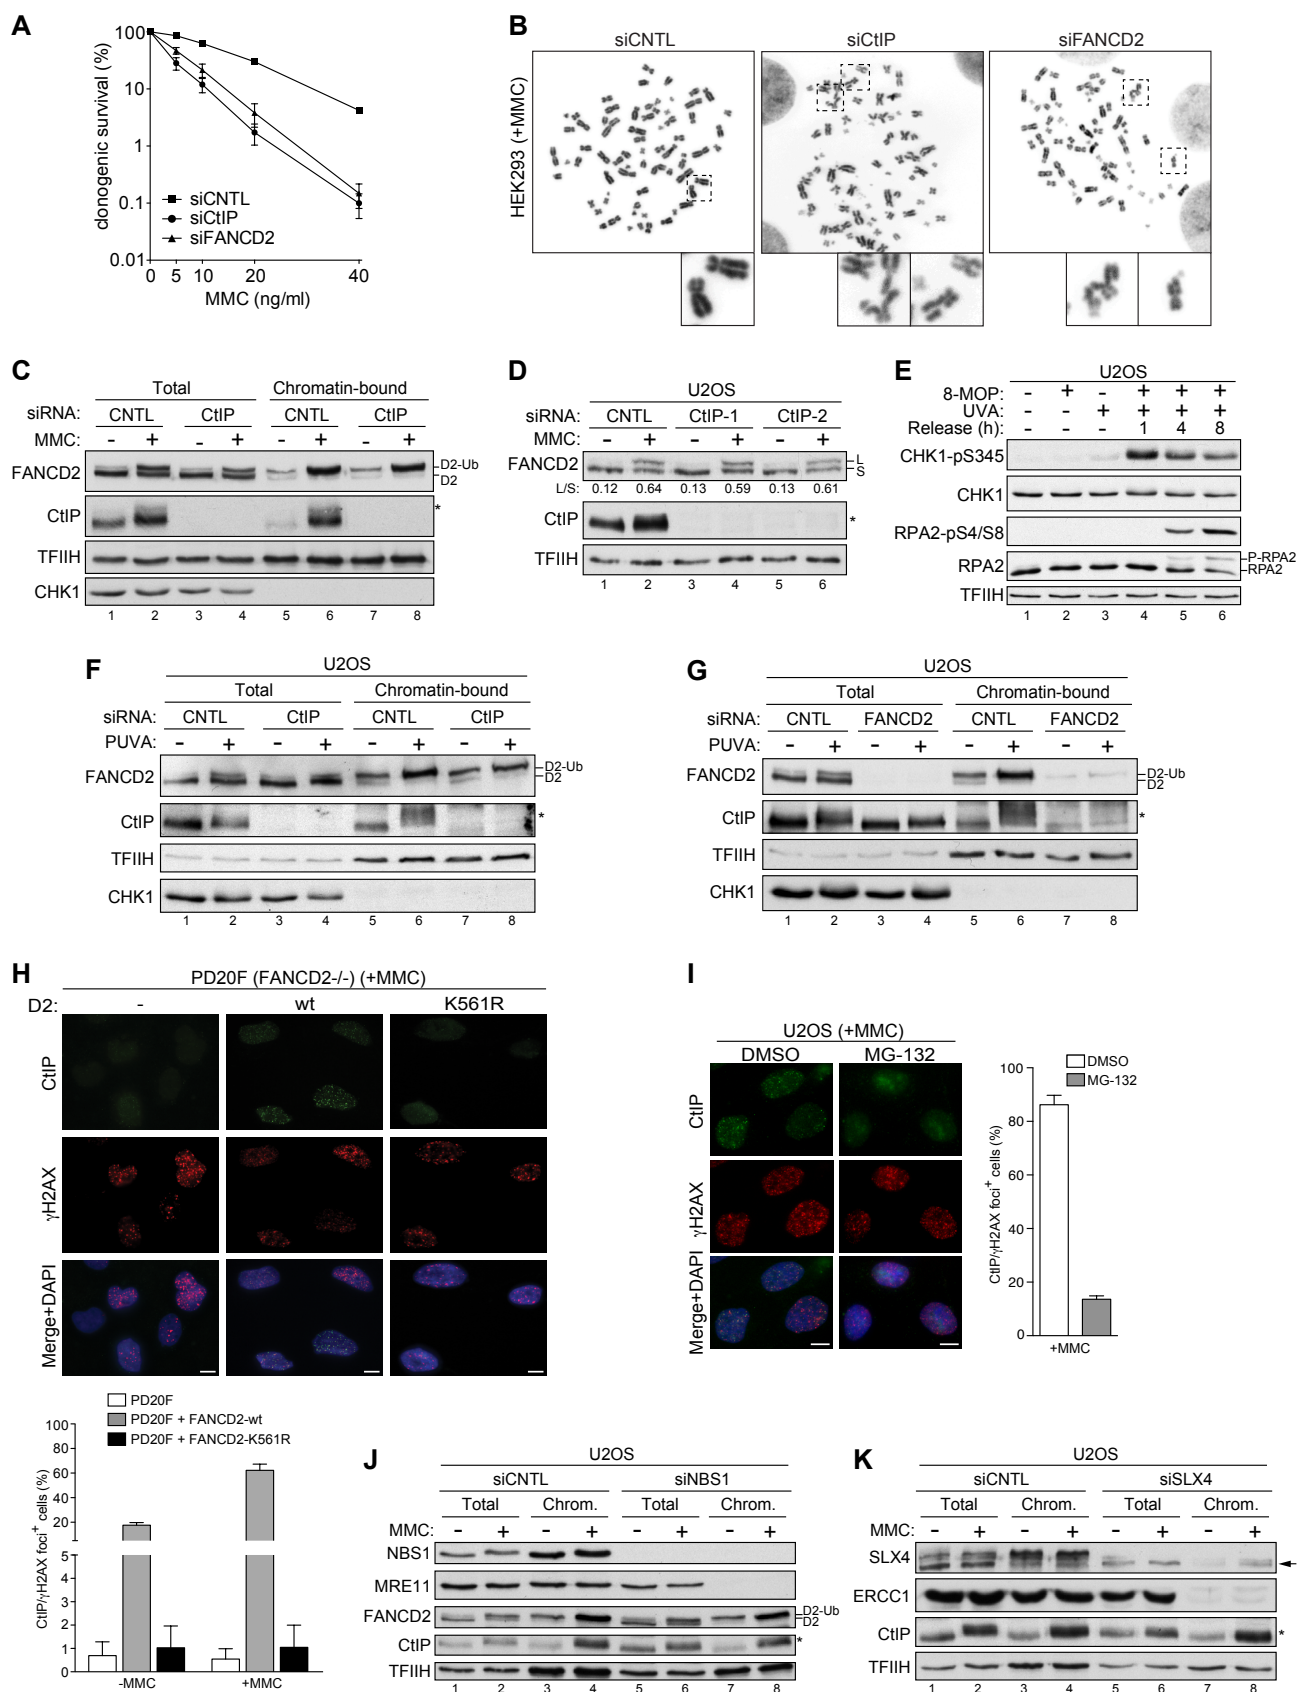 A
donogenic survival (%)
100
10
1
0.1
0.01
siCNTL
siCtIP
siFANCD2
0 5 10 20 40
MMC (ng/ml)
B
siCNTL siCtIP siFANCD2
HEK293 (+MMC)
C
Total Chromatin-bound
siRNA: CNTL CtIP CNTL CtIP
MMC: - + - + - + - +
FANCD2 D2-Ub
D2
CtIP *
TFIIH
CHK1
1 2 3 4 5 6 7 8
D
U2OS
siRNA: CNTL CtIP-1 CtIP-2
MMC: - + - + - +
FANCD2 L
S
L/S: 0.12 0.64 0.13 0.59 0.13 0.61
CtIP *
TFIIH
1 2 3 4 5 6
E
U2OS
8-MOP: - + - + + +
UVA: - - + + + +
Release (h): - - - 1 4 8
CHK1-pS345
CHK1
RPA2-pS4/S8
RPA2 P-RPA2
RPA2
TFIIH
1 2 3 4 5 6
F
U2OS
Total Chromatin-bound
siRNA: CNTL CtIP CNTL CtIP
PUVA: - + - + - + - +
FANCD2 D2-Ub
D2
CtIP *
TFIIH
CHK1
1 2 3 4 5 6 7 8
G
U2OS
Total Chromatin-bound
siRNA: CNTL FANCD2 CNTL FANCD2
PUVA: - + - + - + - +
FANCD2 D2-Ub
D2
CtIP *
TFIIH
CHK1
1 2 3 4 5 6 7 8
H
PD20F (FANCD2-/-) (+MMC)
D2: - wt K561R
CtIP
γH2AX
Merge+DAPI
PD20F
PD20F + FANCD2-wt
PD20F + FANCD2-K561R
CtIP/γH2AX foci+ cells (%)
100
80
60
40
20
5
4
3
2
1
0
-MMC +MMC
I
U2OS (+MMC)
DMSO MG-132
CtIP
γH2AX
Merge+DAPI
DMSO
MG-132
CtIP/γH2AX foci+ cells (%)
100
80
60
40
20
0
+MMC
J
U2OS
siCNTL siNBS1
Total Chrom. Total Chrom.
MMC: - + - + - + - +
NBS1
MRE11
FANCD2 D2-Ub
D2
CtIP *
TFIIH
1 2 3 4 5 6 7 8
K
U2OS
siCNTL siSLX4
Total Chrom. Total Chrom.
MMC: - + - + - + - +
SLX4
ERCC1
CtIP *
TFIIH
1 2 3 4 5 6 7 8